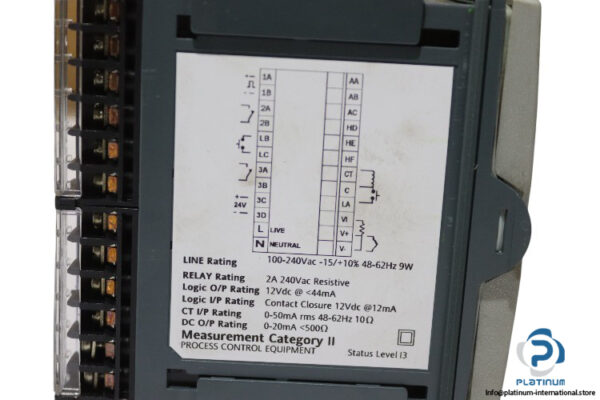 1A
1B
2A
2B
LB
LC
3A
3B
3C
3D
L LIVE
N NEUTRAL
+
24V
-
AA
AB
AC
HD
HE
HF
CT
C
LA
VI
V+
V-
LINE Rating 100-240Vac -15/+10% 48-62Hz 9W
RELAY Rating 2A 240Vac Resistive
Logic O/P Rating 12Vdc @ <44mA
Logic I/P Rating Contact Closure 12Vdc @12mA
CT I/P Rating 0-50mA rms 48-62Hz 10Ω
DC O/P Rating 0-20mA <500Ω
Measurement Category II
PROCESS CONTROL EQUIPMENT Status Level I3
PLATINUM
INTERNATIONAL
Info@platinum-international.store